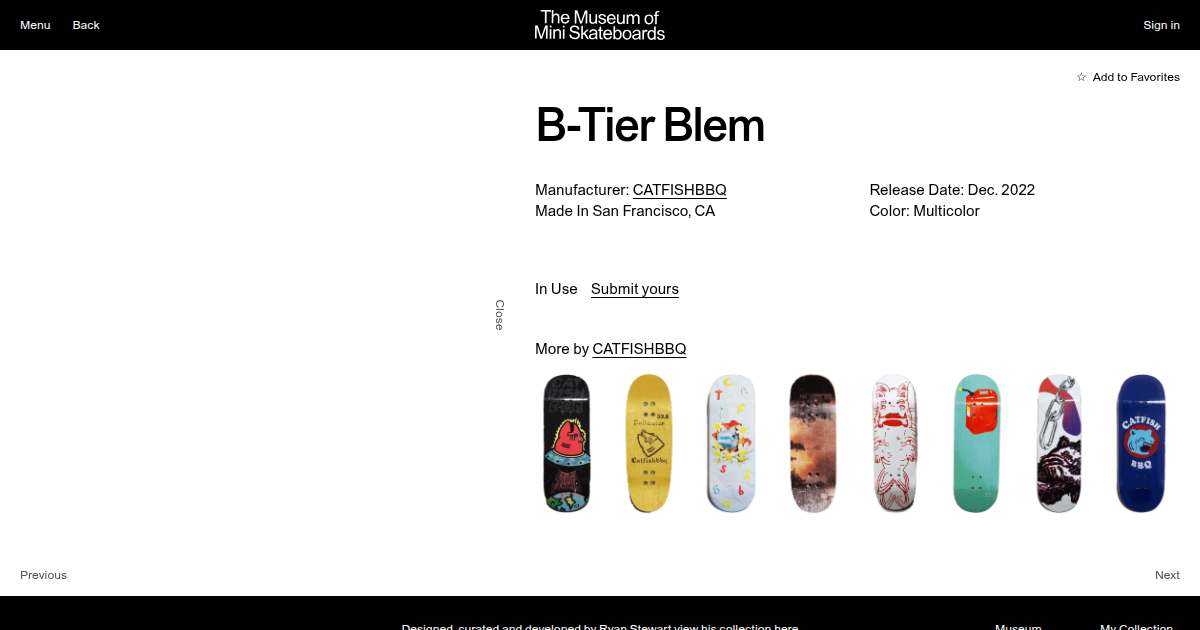 Menu
Back
The Museum of
Mini Skateboards
Sign in
☆ Add to Favorites
B-Tier Blem
Manufacturer: CATFISHBBQ
Release Date: Dec. 2022
Made In San Francisco, CA
Color: Multicolor
In Use
Submit yours
Close
More by CATFISHBBQ
Catfishbbq
CATFISH
BBQ
Previous
Next
Designed, curated and developed by Ryan Stewart view his collection here.
Museum
My Collection